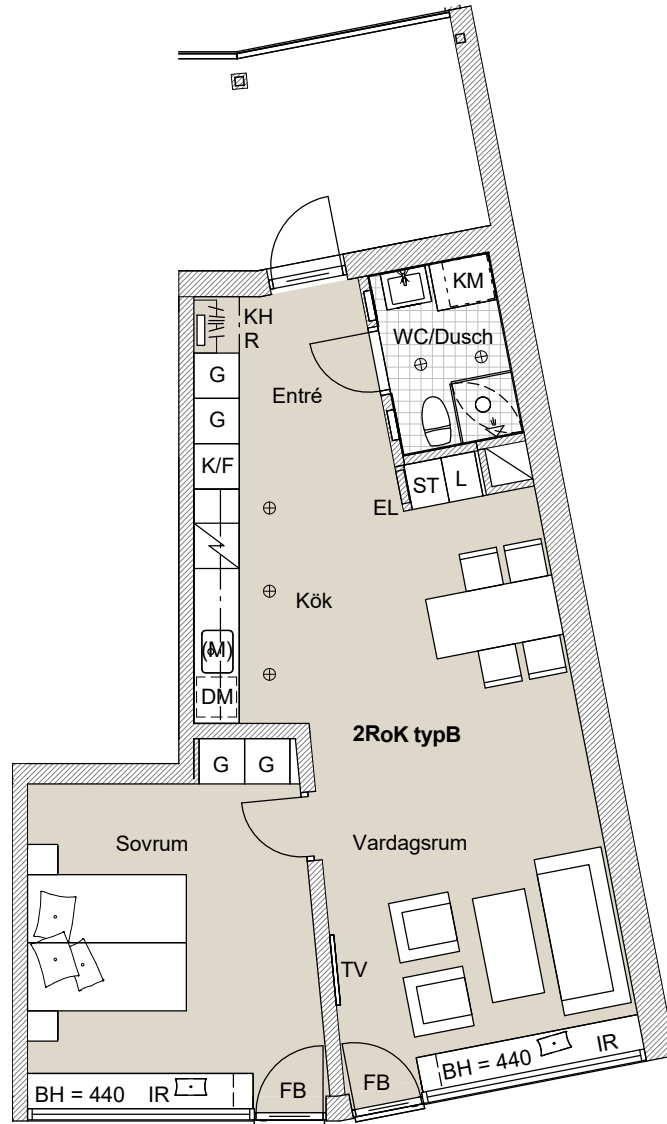 KH
R
KM
WC/Dusch
G
Entré
G
K/F
ST
L
EL
Kök
(M)
DM
2RoK typB
G
G
Sovrum
Vardagsrum
TV
BH = 440
IR
FB
FB
BH = 440
IR